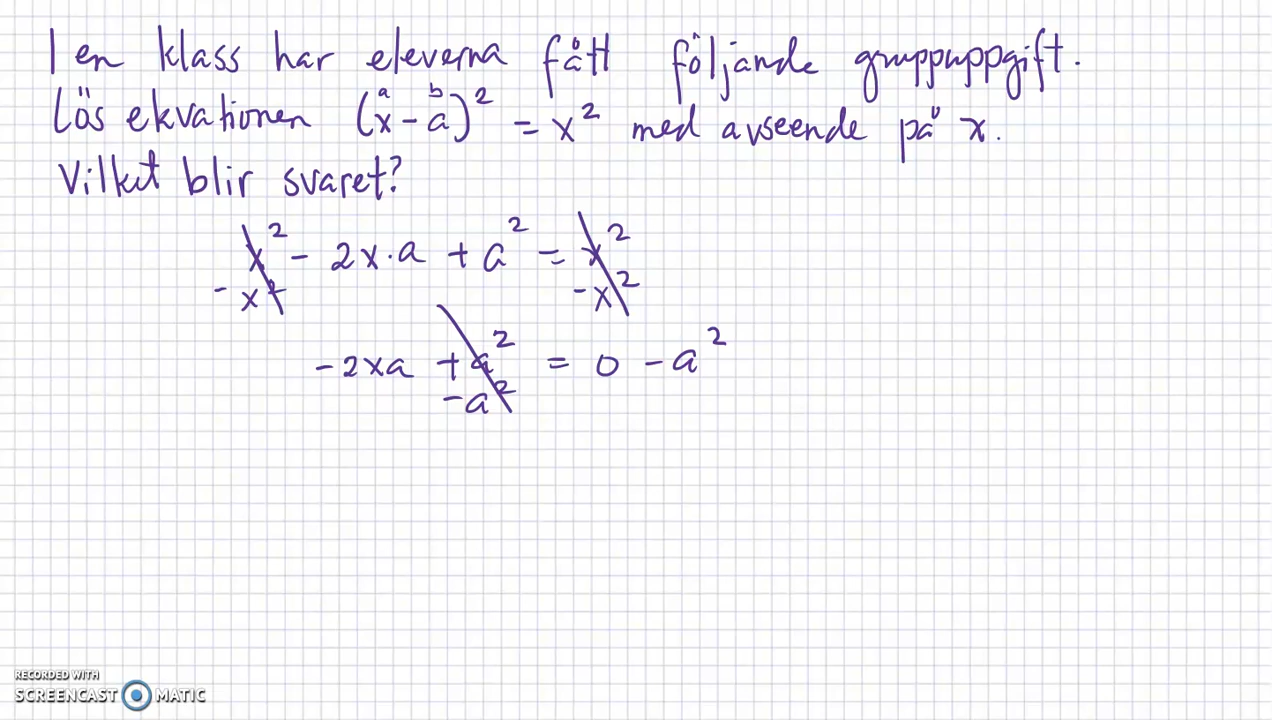 I en klass har eleverna fått följande gruppuppgift.
a b
Lös ekvationen (x - a)² = x² med avseende på x.
Vilket blir svaret?
x² - 2x·a + a² = x²
- x² - x²
- 2xa + a² = 0 - a²
- a²
RECORDED WITH
SCREENCAST MATIC